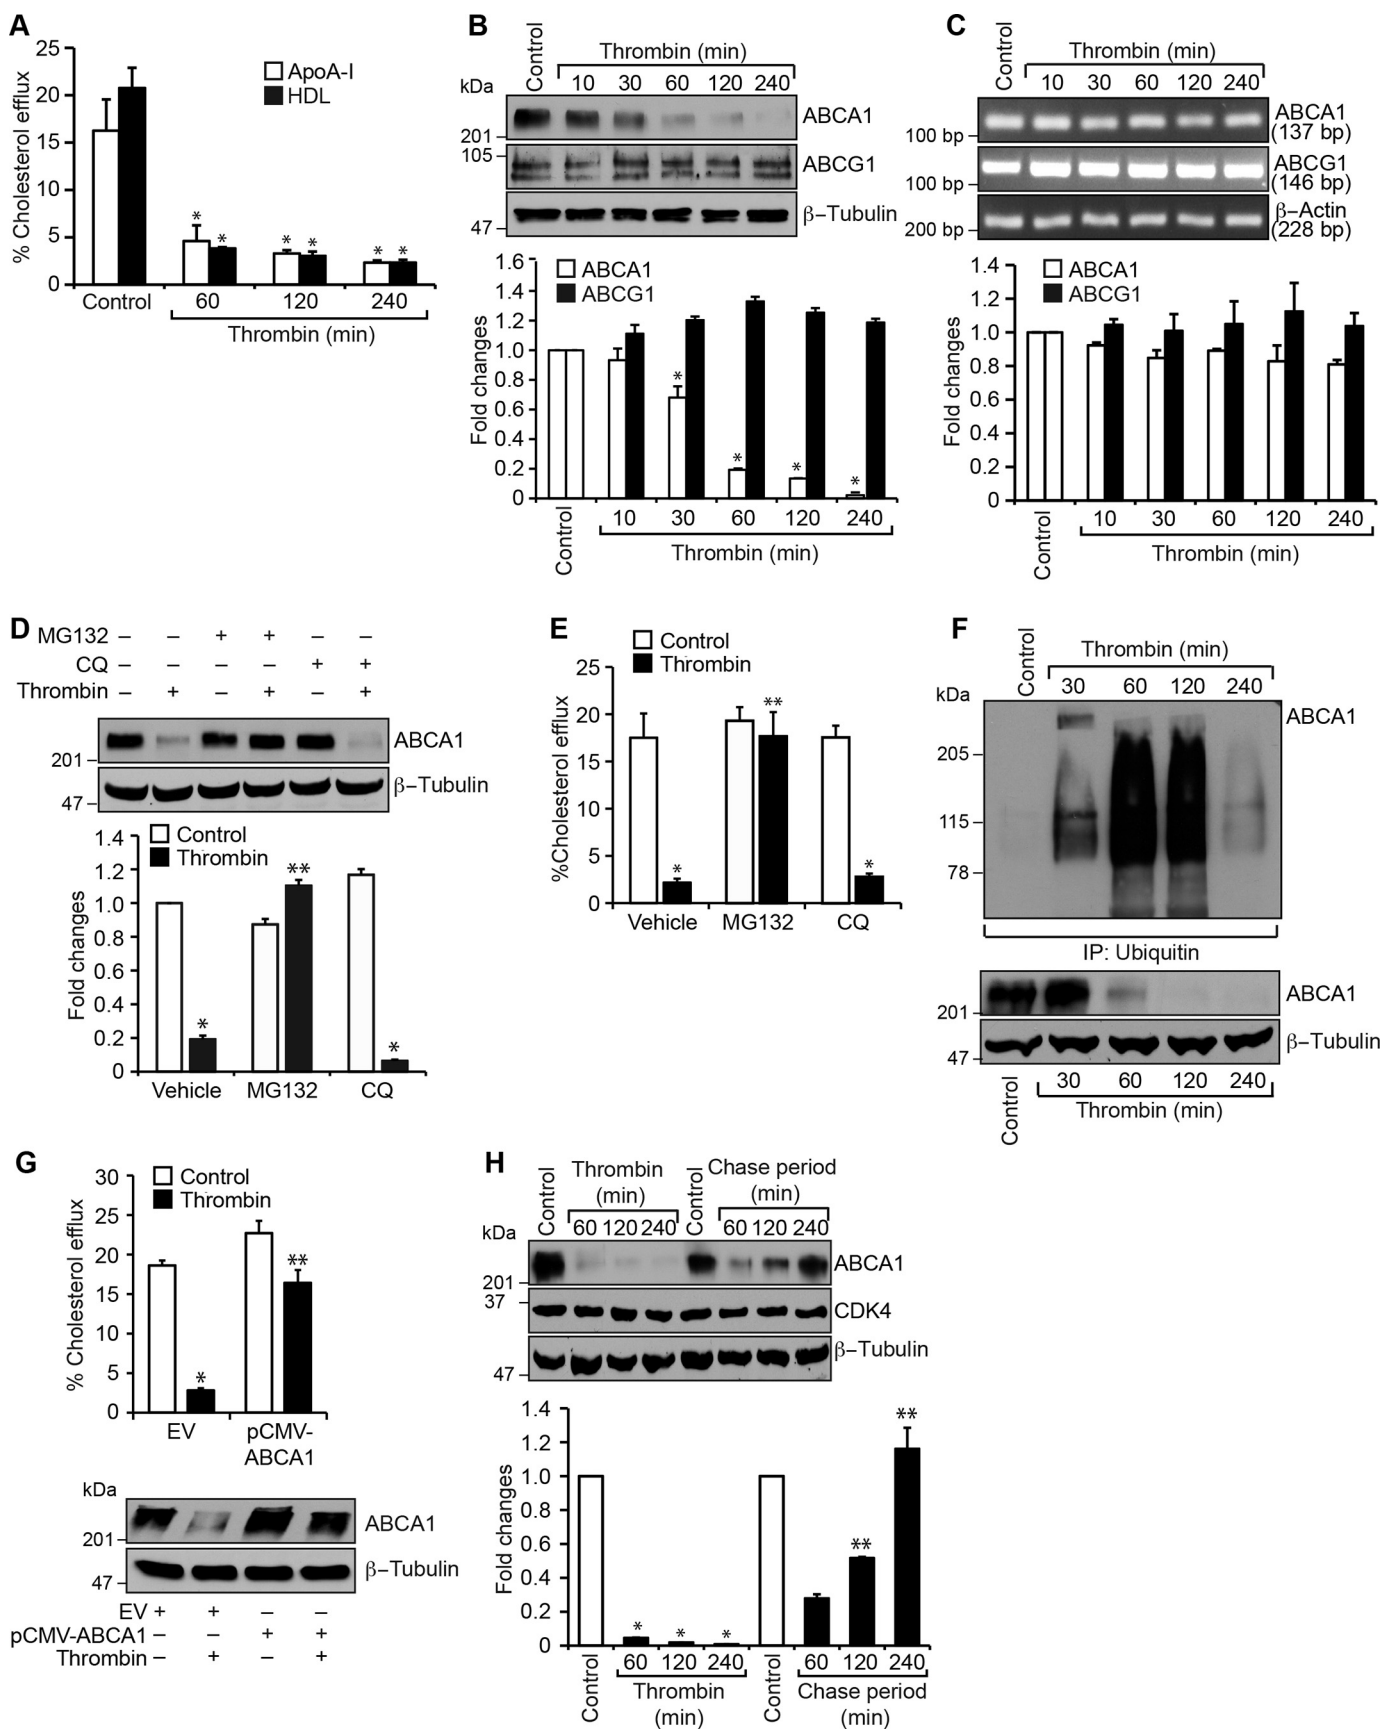 A
25
20
15
10
5
0
% Cholesterol efflux
ApoA-I
HDL
* * * * * *
Control 60 120 240
Thrombin (min)
B
Control
Thrombin (min)
kDa
10 30 60 120 240
201
ABCA1
105
ABCG1
47
β–Tubulin
1.6
1.4
1.2
1.0
0.8
0.6
0.4
0.2
0
Fold changes
ABCA1
ABCG1
* * * *
Control 10 30 60 120 240
Thrombin (min)
C
Control
Thrombin (min)
10 30 60 120 240
100 bp
ABCA1
(137 bp)
100 bp
ABCG1
(146 bp)
200 bp
β-Actin
(228 bp)
1.4
1.2
1.0
0.8
0.6
0.4
0.2
0
Fold changes
ABCA1
ABCG1
Control 10 30 60 120 240
Thrombin (min)
D
MG132 – – + + – –
CQ – – – – + +
Thrombin – + – + – +
201
ABCA1
47
β–Tubulin
1.4
1.2
1.0
0.8
0.6
0.4
0.2
0
Fold changes
Control
Thrombin
* ** *
Vehicle MG132 CQ
E
Control
Thrombin
25
20
15
10
5
0
%Cholesterol efflux
* ** *
Vehicle MG132 CQ
F
Control
Thrombin (min)
kDa
30 60 120 240
ABCA1
205
115
78
IP: Ubiquitin
201
ABCA1
47
β–Tubulin
Control 30 60 120 240
Thrombin (min)
G
30
25
20
15
10
5
0
% Cholesterol efflux
Control
Thrombin
* **
EV pCMV-
ABCA1
kDa
201
ABCA1
47
β–Tubulin
EV + + – –
pCMV-ABCA1 – – + +
Thrombin – + – +
H
Control
Thrombin
(min)
Control
Chase period
(min)
kDa
60 120 240 60 120 240
201
ABCA1
37
CDK4
47
β–Tubulin
1.4
1.2
1.0
0.8
0.6
0.4
0.2
0
Fold changes
* * * ** **
Control 60 120 240 Control 60 120 240
Thrombin
(min)
Chase period
(min)